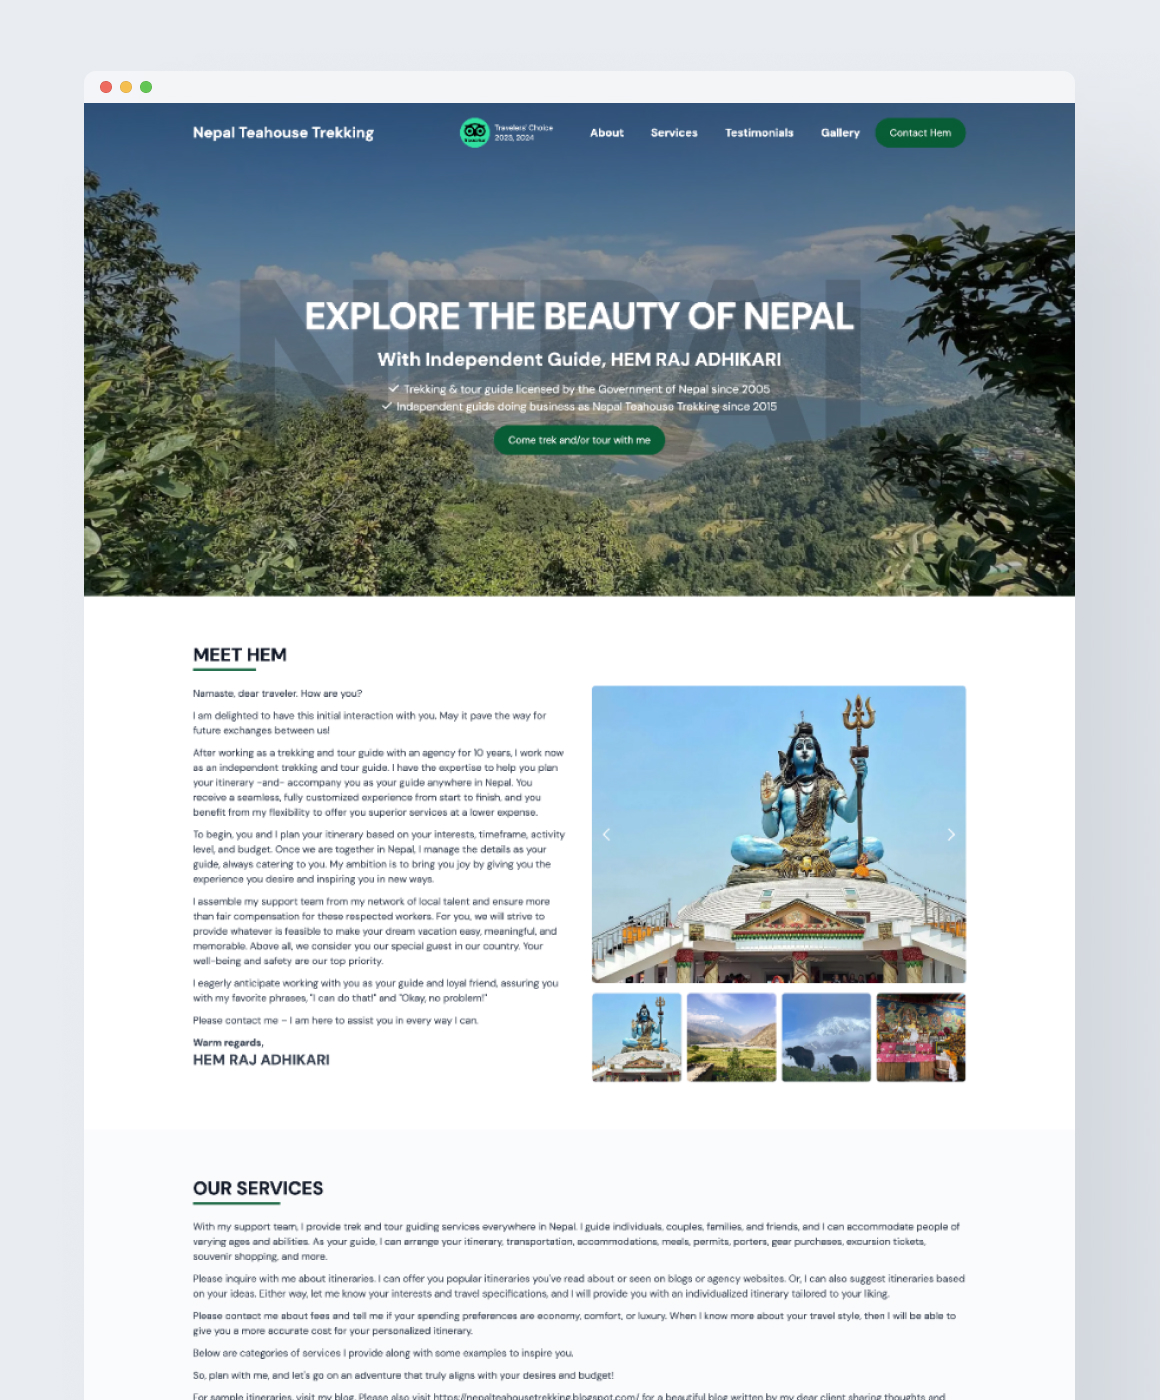 Nepal Teahouse Trekking
Travelers' Choice
2023, 2024
About
Services
Testimonials
Gallery
Contact Hem
NEPAL
EXPLORE THE BEAUTY OF NEPAL
With Independent Guide, HEM RAJ ADHIKARI
Trekking & tour guide licensed by the Government of Nepal since 2005
Independent guide doing business as Nepal Teahouse Trekking since 2015
Come trek and/or tour with me
MEET HEM
Namaste, dear traveler. How are you?
I am delighted to have this initial interaction with you. May it pave the way for
future exchanges between us!
After working as a trekking and tour guide with an agency for 10 years, I work now
as an independent trekking and tour guide. I have the expertise to help you plan
your itinerary -and- accompany you as your guide anywhere in Nepal. You
receive a seamless, fully customized experience from start to finish, and you
benefit from my flexibility to offer you superior services at a lower expense.
To begin, you and I plan your itinerary based on your interests, timeframe, activity
level, and budget. Once we are together in Nepal, I manage the details as your
guide, always catering to you. My ambition is to bring you joy by giving you the
experience you desire and inspiring you in new ways.
I assemble my support team from my network of local talent and ensure more
than fair compensation for these respected workers. For you, we will strive to
provide whatever is feasible to make your dream vacation easy, meaningful, and
memorable. Above all, we consider you our special guest in our country. Your
well-being and safety are our top priority.
I eagerly anticipate working with you as your guide and loyal friend, assuring you
with my favorite phrases, "I can do that!" and "Okay, no problem!"
Please contact me – I am here to assist you in every way I can.
Warm regards,
HEM RAJ ADHIKARI
OUR SERVICES
With my support team, I provide trek and tour guiding services everywhere in Nepal. I guide individuals, couples, families, and friends, and I can accommodate people of
varying ages and abilities. As your guide, I can arrange your itinerary, transportation, accommodations, meals, permits, porters, gear purchases, excursion tickets,
souvenir shopping, and more.
Please inquire with me about itineraries. I can offer you popular itineraries you've read about or seen on blogs or agency websites. Or, I can also suggest itineraries based
on your ideas. Either way, let me know your interests and travel specifications, and I will provide you with an individualized itinerary tailored to your liking.
Please contact me about fees and tell me if your spending preferences are economy, comfort, or luxury. When I know more about your travel style, then I will be able to
give you a more accurate cost for your personalized itinerary.
Below are categories of services I provide along with some examples to inspire you.
So, plan with me, and let's go on an adventure that truly aligns with your desires and budget!
For sample itineraries, visit my blog. Please also visit https://nepalteahousetrekking.blogspot.com/ for a beautiful blog written by my dear client sharing thoughts and